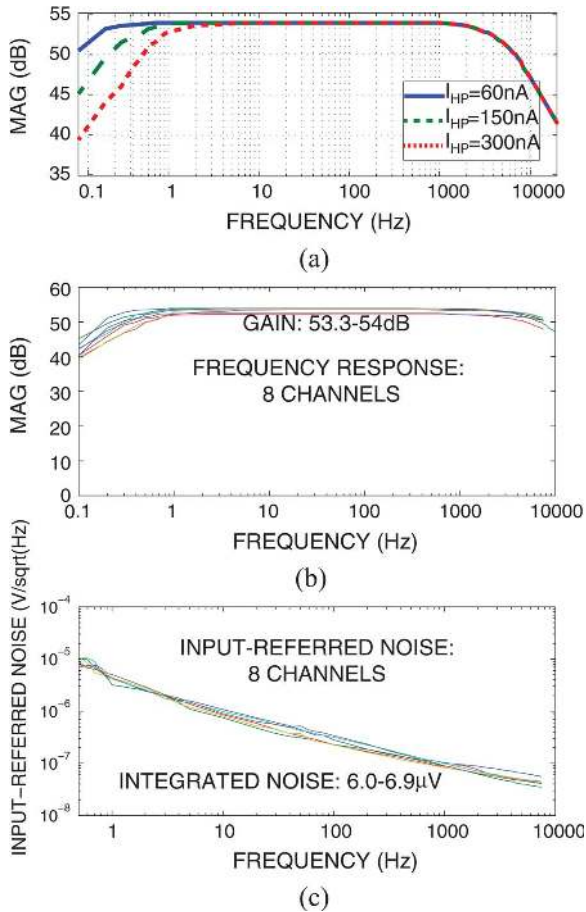 55
50
45
40
35
MAG (dB)
I_HP=60nA
I_HP=150nA
I_HP=300nA
0.1 1 10 100 1000 10000
FREQUENCY (Hz)
(a)
60
50
40
30
20
10
0
MAG (dB)
GAIN: 53.3-54dB
FREQUENCY RESPONSE:
8 CHANNELS
0.1 1 10 100 1000 10000
FREQUENCY (Hz)
(b)
INPUT-REFERRED NOISE (V/sqrt(Hz)
10⁻⁴
10⁻⁵
10⁻⁶
10⁻⁷
10⁻⁸
INPUT-REFERRED NOISE:
8 CHANNELS
INTEGRATED NOISE: 6.0-6.9μV
1 10 100 1000 10000
FREQUENCY (Hz)
(c)